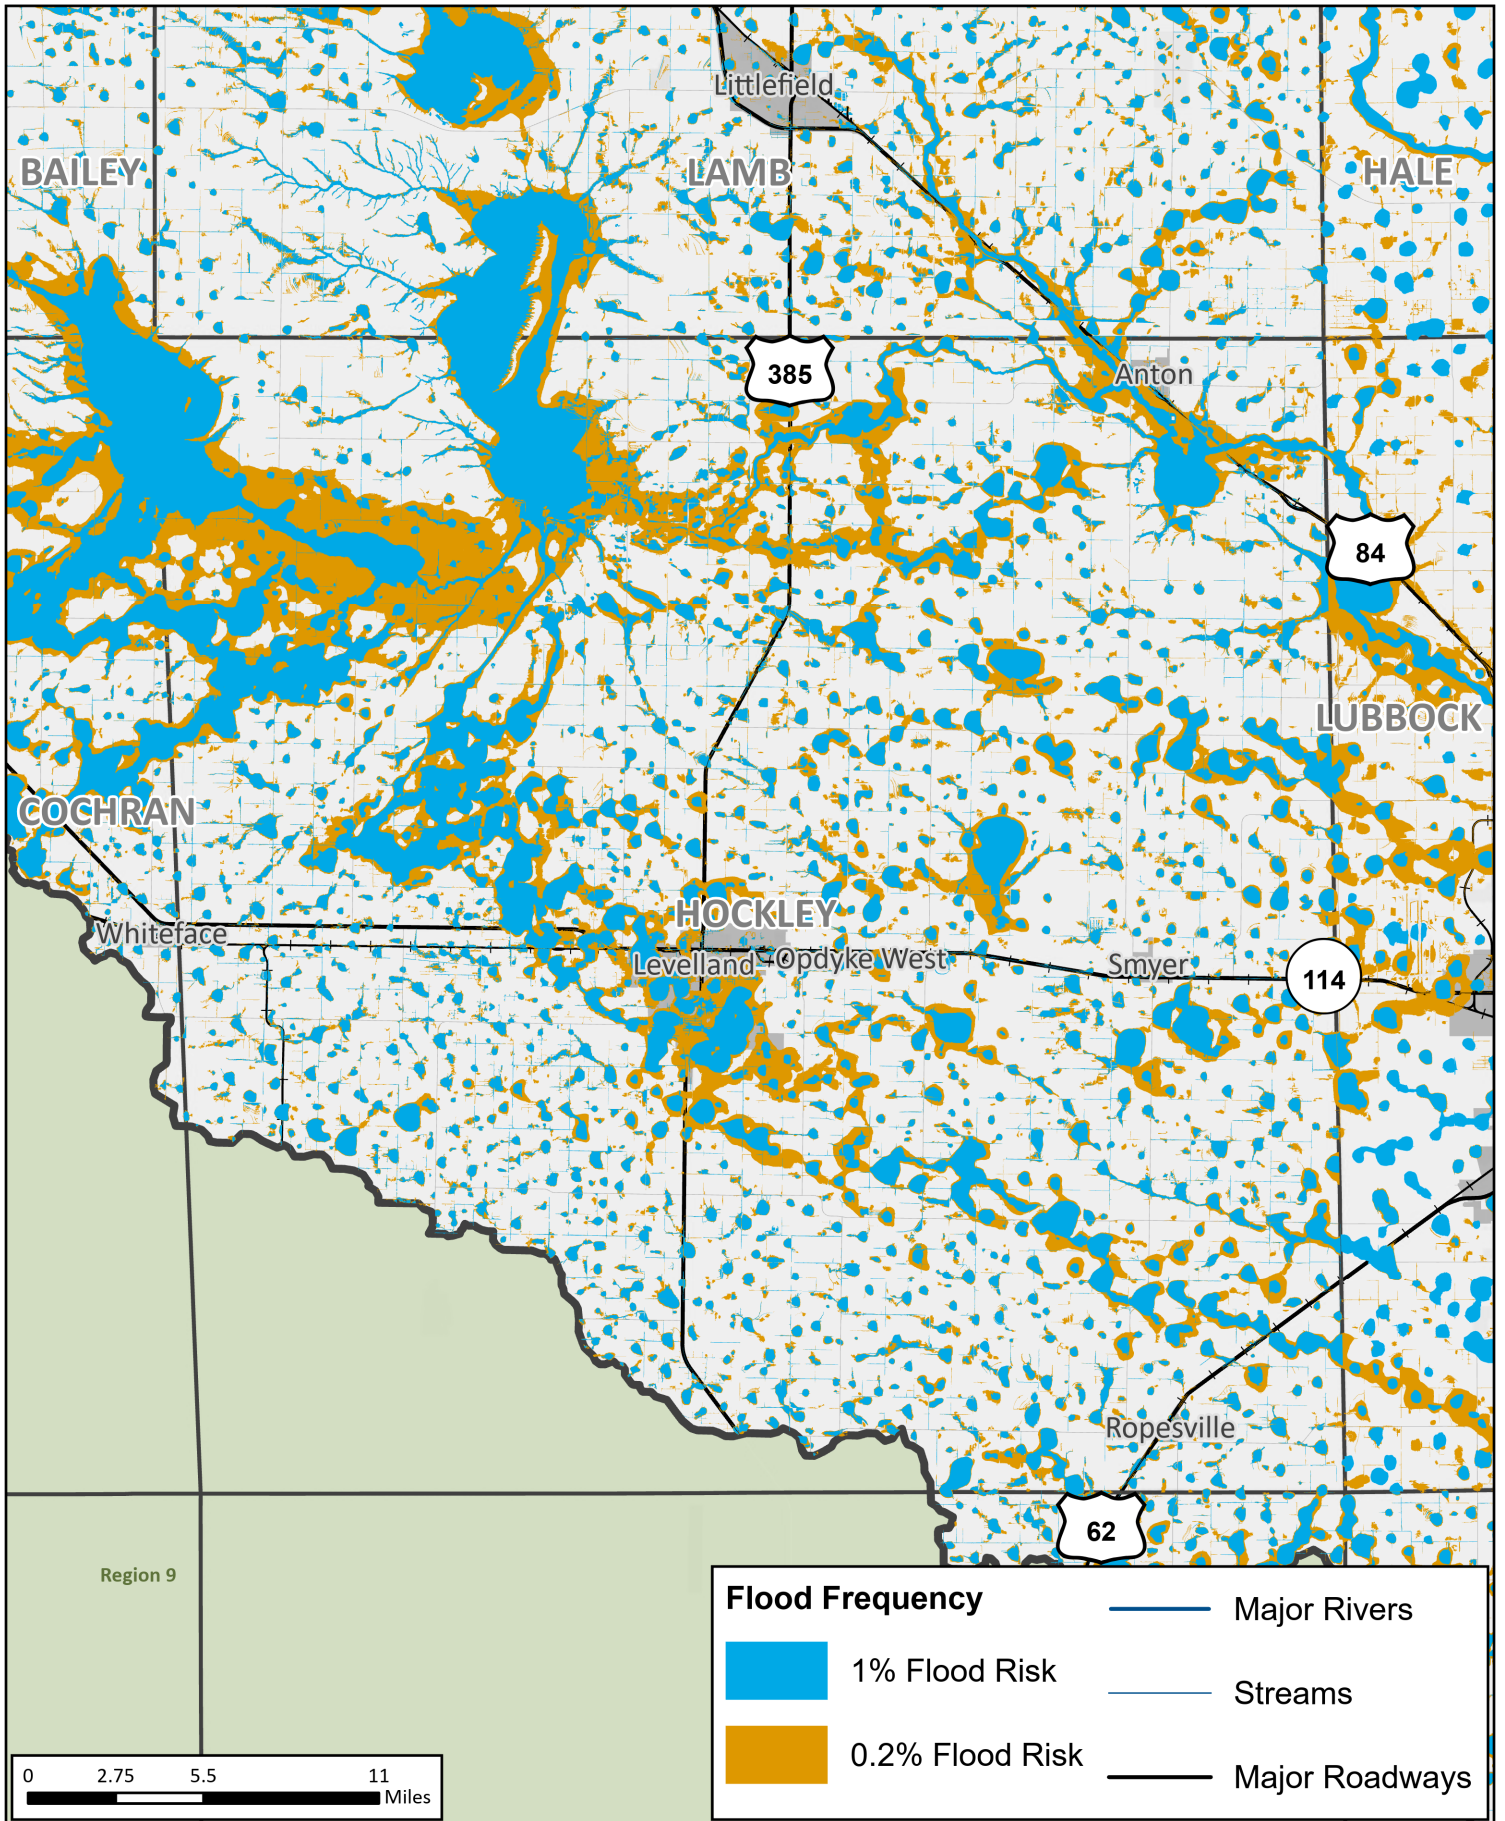 Littlefield
BAILEY
LAMB
HALE
385
Anton
84
LUBBOCK
COCHRAN
HOCKLEY
Whiteface
Levelland
Opdyke West
Smyer
114
Ropesville
62
Region 9
Flood Frequency
1% Flood Risk
0.2% Flood Risk
Major Rivers
Streams
Major Roadways
0 2.75 5.5 11
Miles